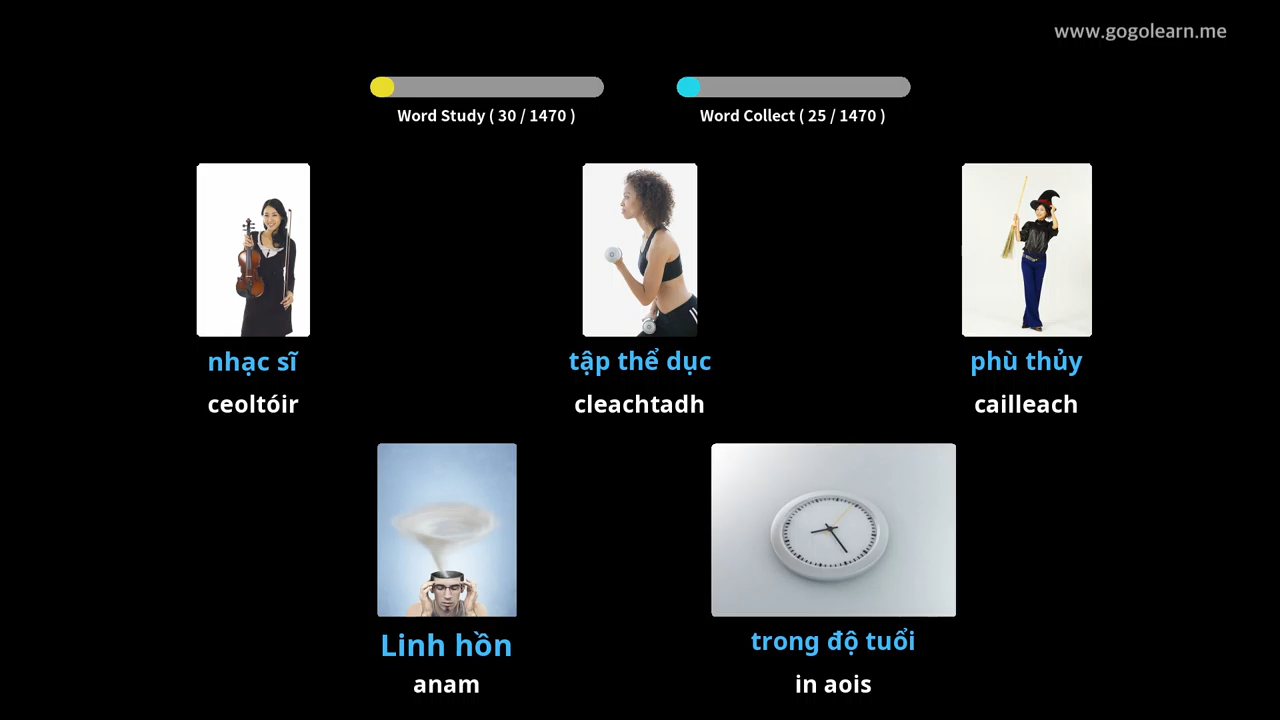 www.gogolearn.me
Word Study ( 30 / 1470 )
Word Collect ( 25 / 1470 )
nhạc sĩ
tập thể dục
phù thủy
ceoltóir
cleachtadh
cailleach
Linh hồn
trong độ tuổi
anam
in aois